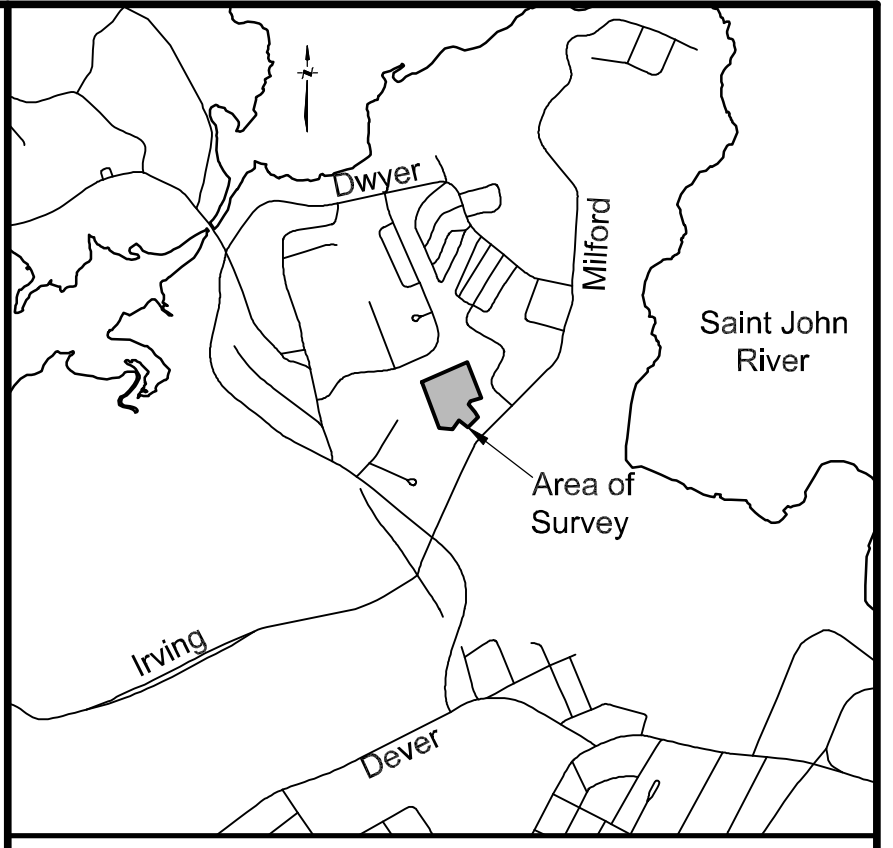 N
Dwyer
Milford
Saint John
River
Area of
Survey
Irving
Dever